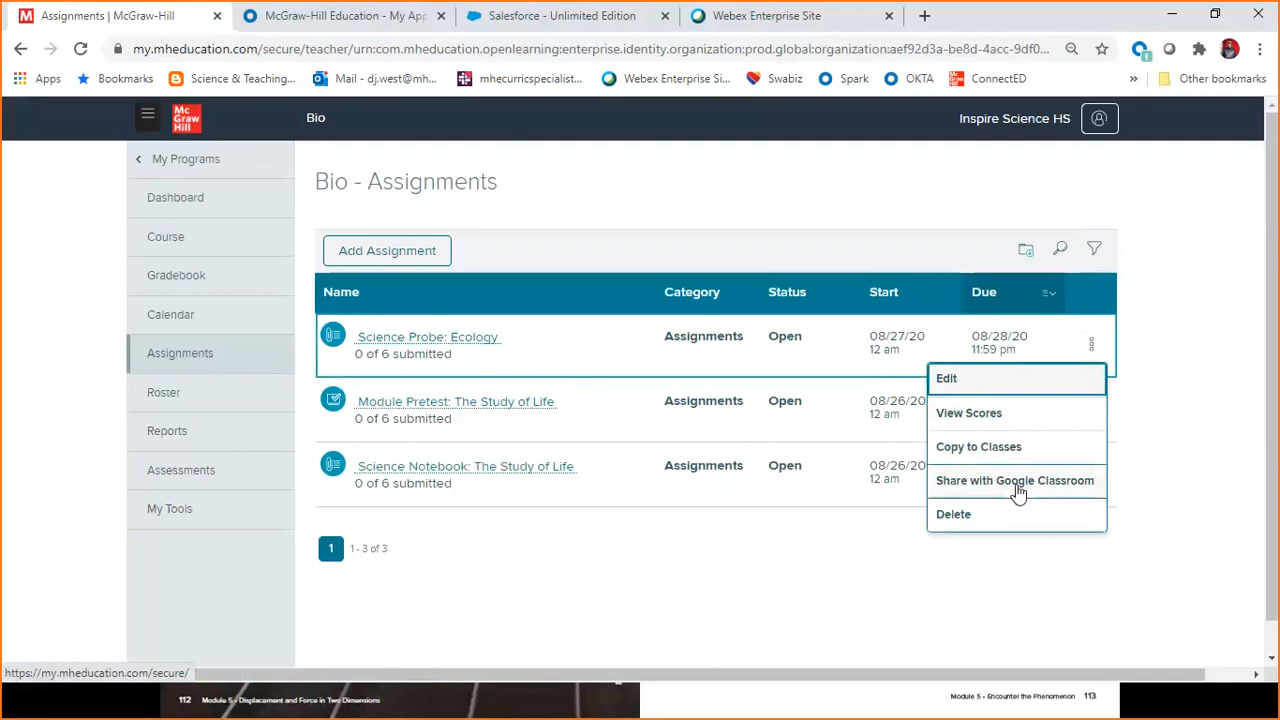 Assignments | McGraw-Hill
McGraw-Hill Education - My App
Salesforce - Unlimited Edition
Webex Enterprise Site
my.mheducation.com/secure/teacher/urn:com.mheducation.openlearning:enterprise.identity.organization:prod.globalorganization:aef92d3a-be8d-4acc-9df0...
Apps
Bookmarks
Science & Teaching...
Mail - dj.west@mh...
mhecurricspecialist...
Webex Enterprise Si...
Swabiz
Spark
OKTA
ConnectED
Other bookmarks
Mc
Graw
Hill
Bio
Inspire Science HS
My Programs
Dashboard
Course
Gradebook
Calendar
Assignments
Roster
Reports
Assessments
My Tools
Bio - Assignments
Add Assignment
Name
Category
Status
Start
Due
Science Probe: Ecology
0 of 6 submitted
Assignments
Open
08/27/20
12 am
08/28/20
11:59 pm
Module Pretest: The Study of Life
0 of 6 submitted
Assignments
Open
08/26/20
12 am
Science Notebook: The Study of Life
0 of 6 submitted
Assignments
Open
08/26/20
12 am
Edit
View Scores
Copy to Classes
Share with Google Classroom
Delete
1
1 - 3 of 3
https://my.mheducation.com/secure/
112 Module 5 • Displacement and Force in Two Dimensions
Module 5 • Encounter the Phenomenon 113